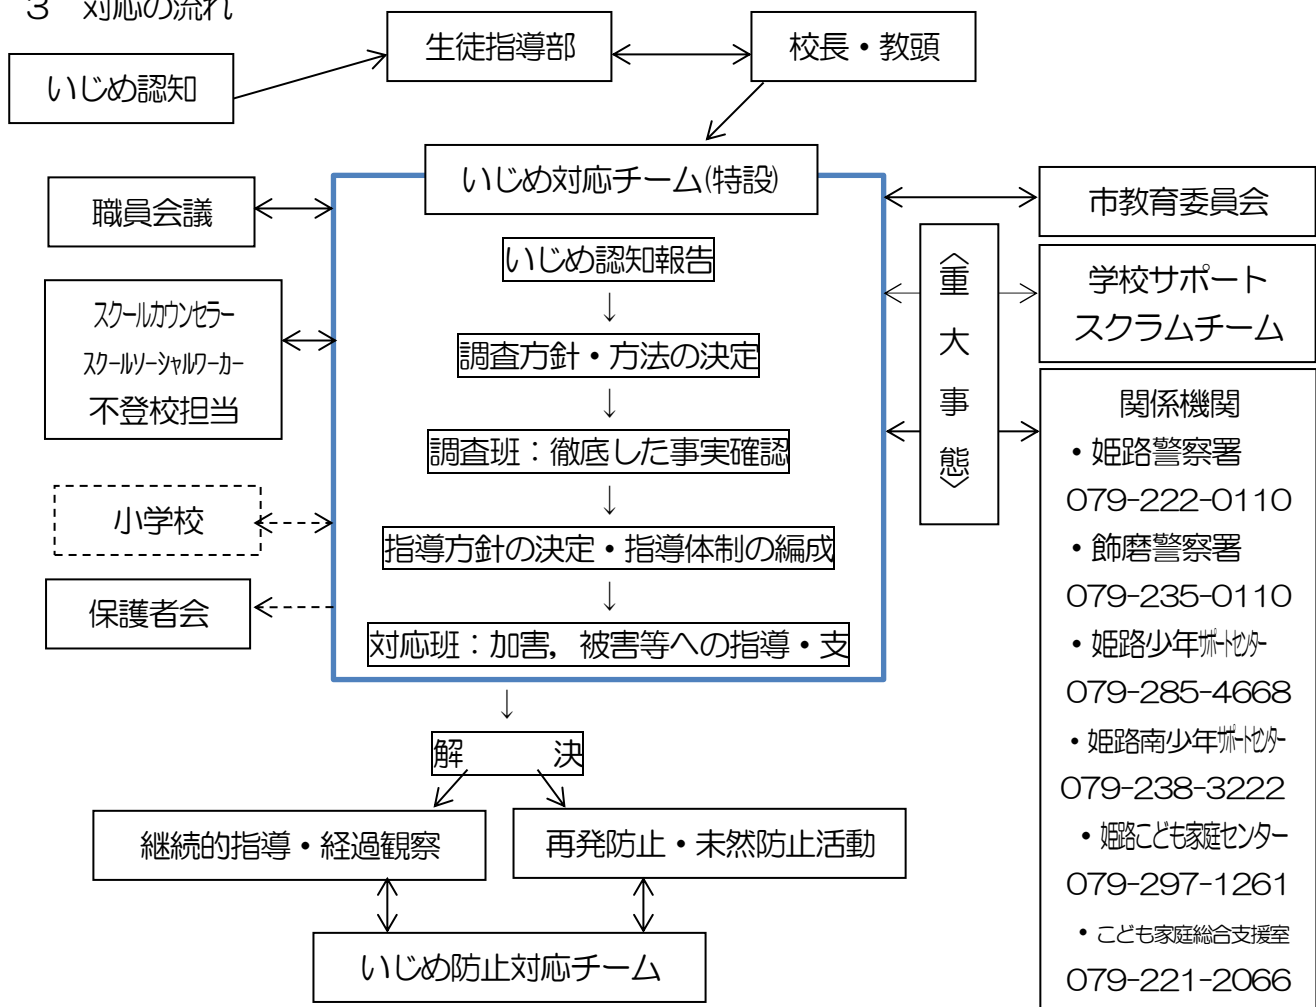 ３　対応の流れ
生徒指導部
校長・教頭
いじめ認知
いじめ対応チーム(特設)
職員会議
スクールカウンセラー
スクールソーシャルワーカー
不登校担当
小学校
保護者会
いじめ認知報告
↓
調査方針・方法の決定
↓
調査班：徹底した事実確認
↓
指導方針の決定・指導体制の編成
↓
対応班：加害，被害等への指導・支
↓
解　　　決
継続的指導・経過観察
再発防止・未然防止活動
いじめ防止対応チーム
〈重大事態〉
市教育委員会
学校サポート
スクラムチーム
関係機関
・姫路警察署
079-222-0110
・飾磨警察署
079-235-0110
・姫路少年サポートセンター
079-285-4668
・姫路南少年サポートセンター
079-238-3222
・姫路こども家庭センター
079-297-1261
・こども家庭総合支援室
079-221-2066